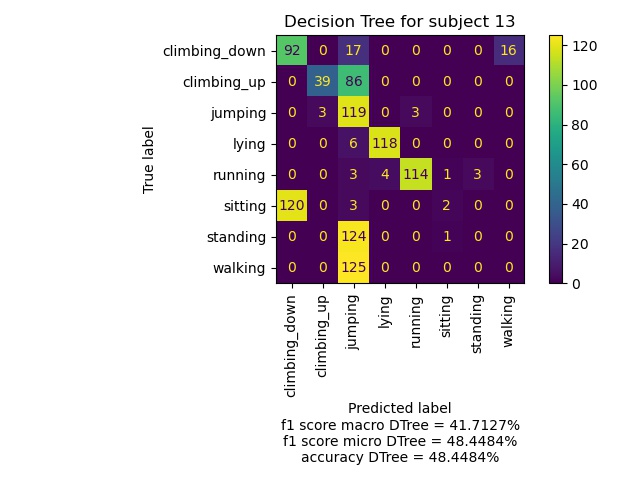 Decision Tree for subject 13
True label
climbing_down 92 0 17 0 0 0 0 16
climbing_up 0 39 86 0 0 0 0 0
jumping 0 3 119 0 3 0 0 0
lying 0 0 6 118 0 0 0 0
running 0 0 3 4 114 1 3 0
sitting 120 0 3 0 0 2 0 0
standing 0 0 124 0 0 1 0 0
walking 0 0 125 0 0 0 0 0
climbing_down
climbing_up
jumping
lying
running
sitting
standing
walking
120
100
80
60
40
20
0
Predicted label
f1 score macro DTree = 41.7127%
f1 score micro DTree = 48.4484%
accuracy DTree = 48.4484%